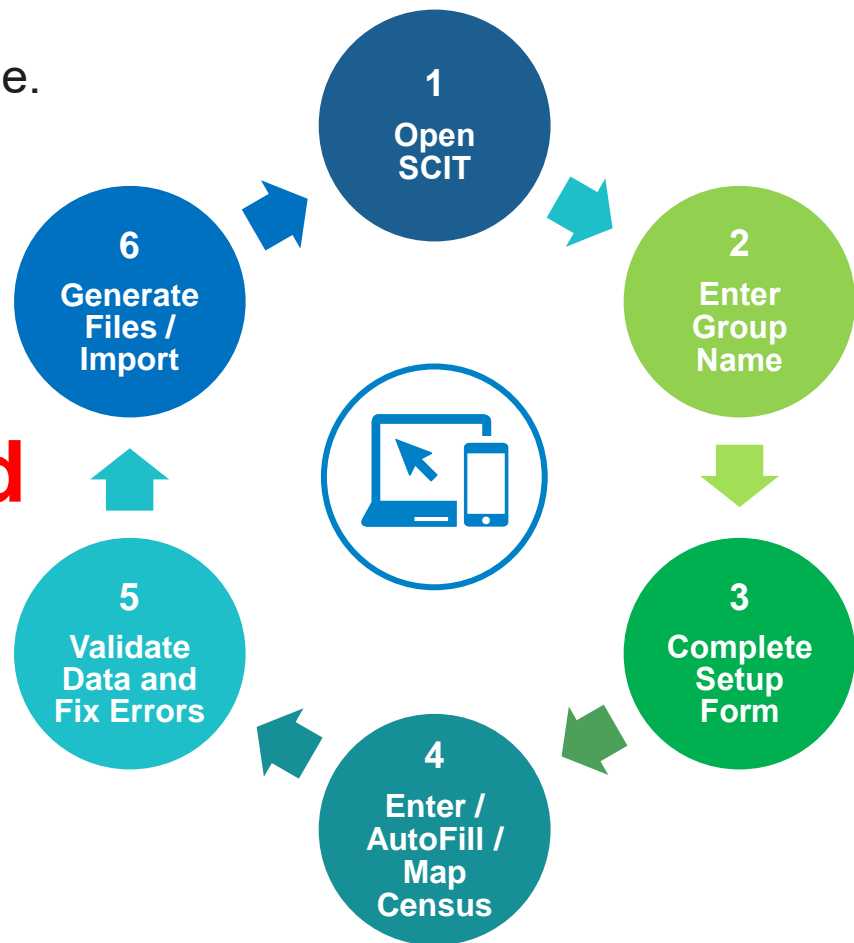 e.
1
Open
SCIT
2
Enter
Group
Name
3
Complete
Setup
Form
4
Enter /
AutoFill /
Map
Census
5
Validate
Data and
Fix Errors
6
Generate
Files /
Import
d